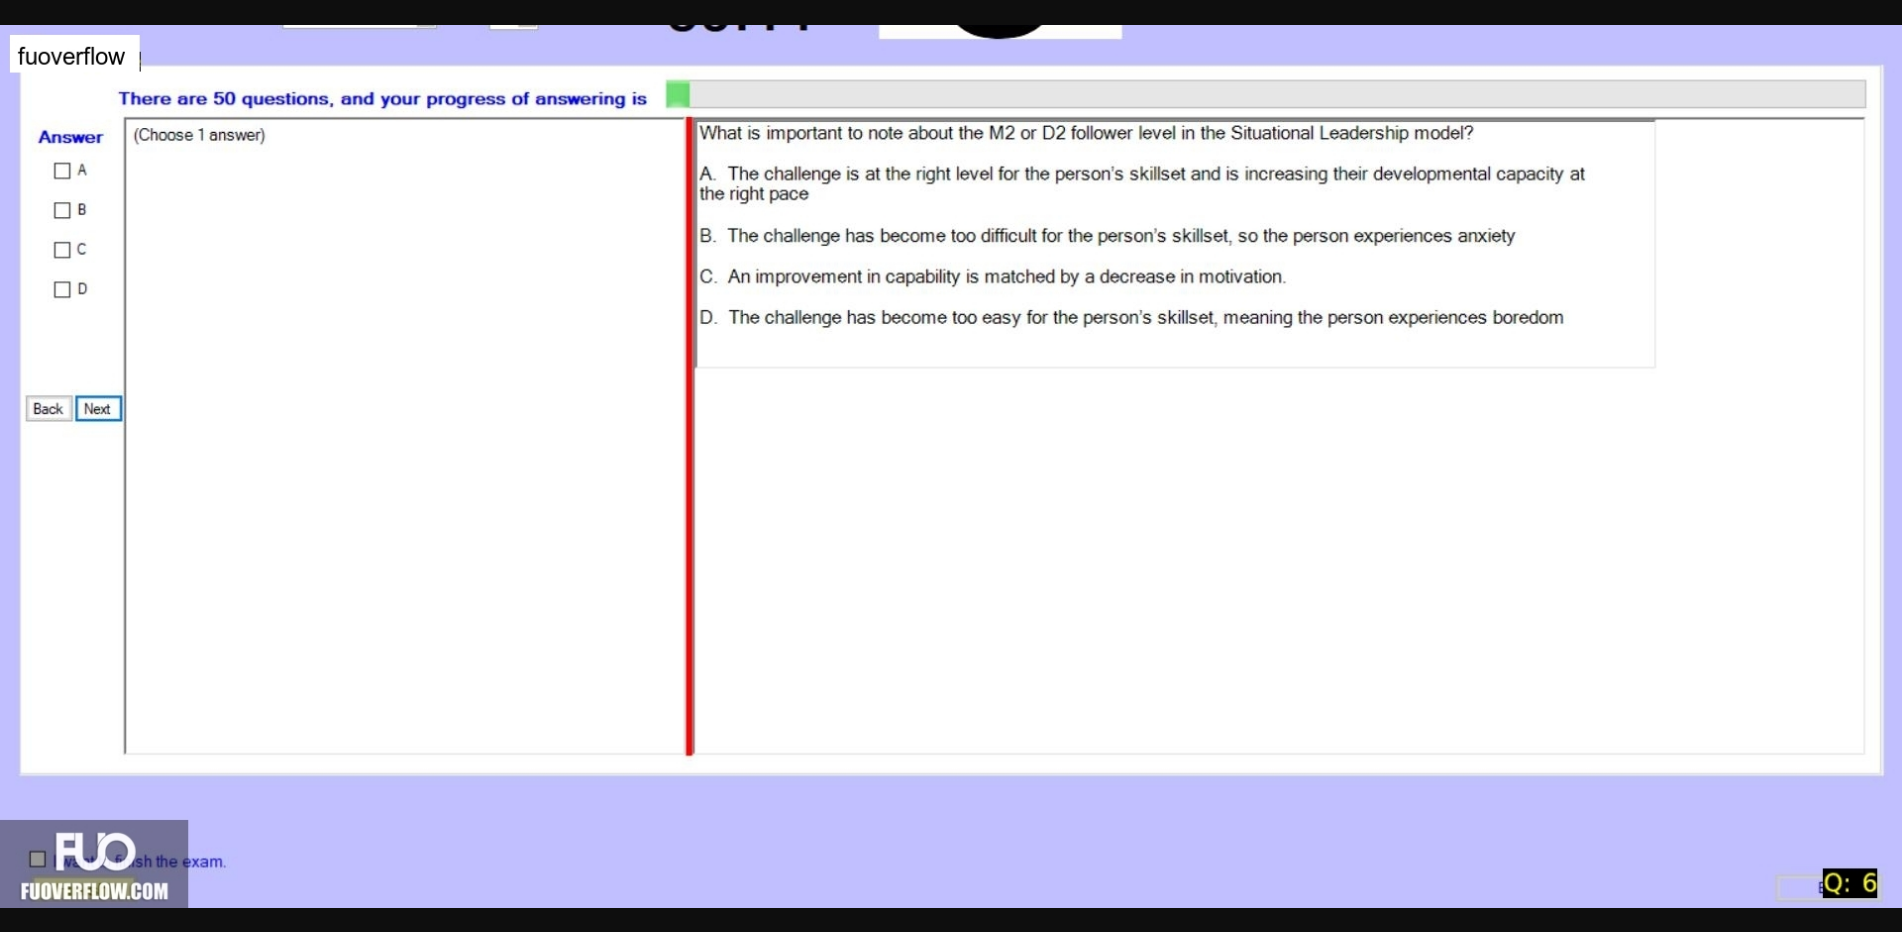 fuoverflow
There are 50 questions, and your progress of answering is
Answer
(Choose 1 answer)
A
B
C
D
Back Next
What is important to note about the M2 or D2 follower level in the Situational Leadership model?
A. The challenge is at the right level for the person's skillset and is increasing their developmental capacity at
the right pace
B. The challenge has become too difficult for the person's skillset, so the person experiences anxiety
C. An improvement in capability is matched by a decrease in motivation.
D. The challenge has become too easy for the person's skillset, meaning the person experiences boredom
FUO
the exam.
FUOVERFLOW.COM
Q: 6